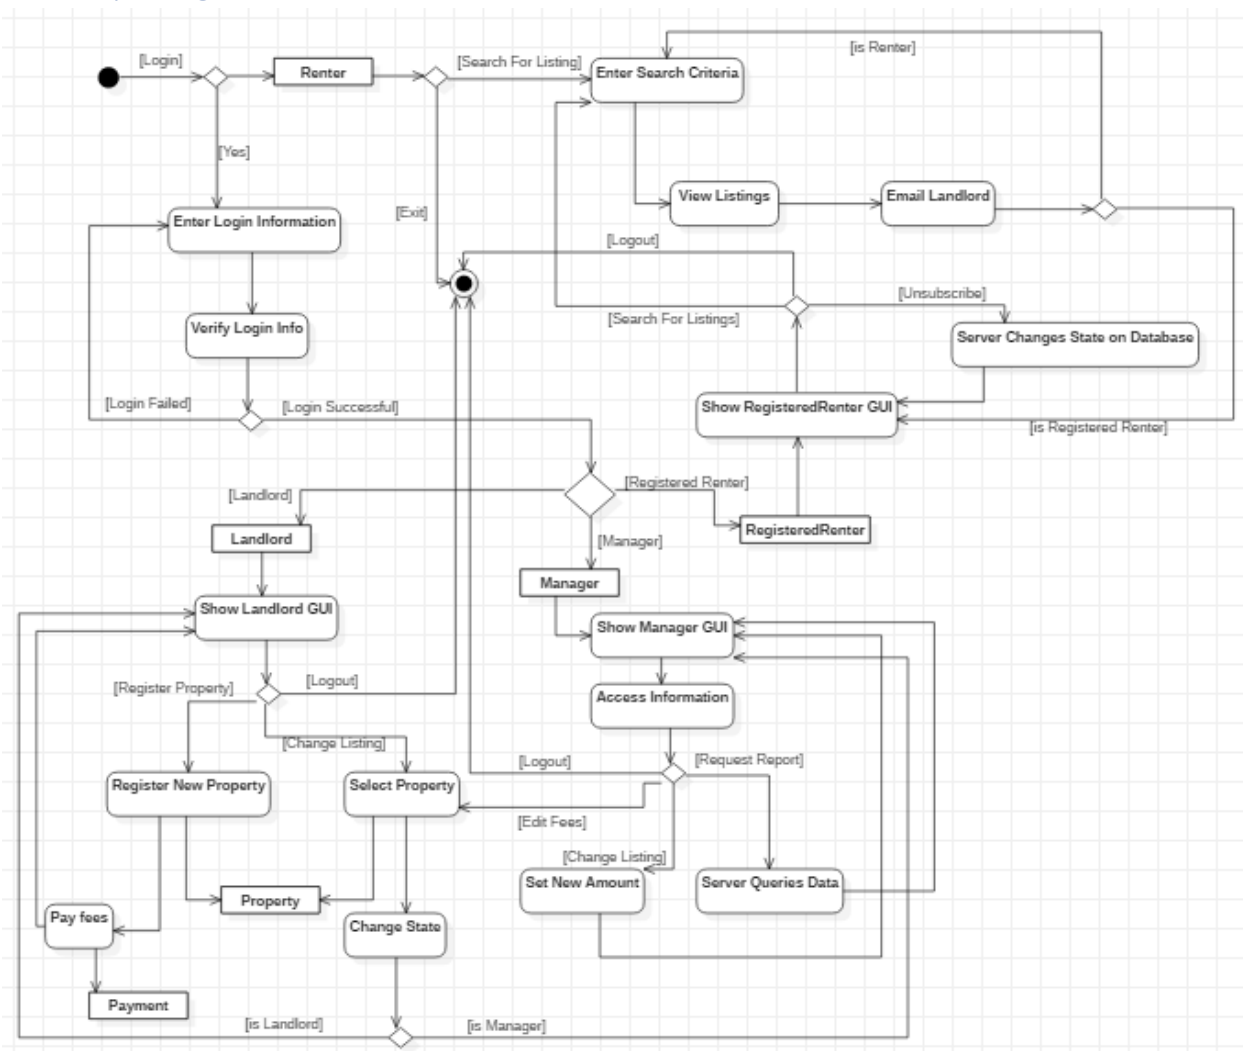 [Login]
Renter
[Search For Listing]
Enter Search Criteria
[is Renter]
[Yes]
View Listings
Email Landlord
Enter Login Information
[Exit]
[Logout]
[Unsubscribe]
[Search For Listings]
Verify Login Info
Server Changes State on Database
[Login Failed]
[Login Successful]
Show RegisteredRenter GUI
[is Registered Renter]
[Landlord]
[Registered Renter]
Landlord
RegisteredRenter
[Manager]
Manager
Show Landlord GUI
Show Manager GUI
[Register Property]
[Logout]
Access Information
[Change Listing]
[Logout]
[Request Report]
Register New Property
Select Property
[Edit Fees]
[Change Listing]
Set New Amount
Server Queries Data
Property
Pay fees
Change State
Payment
[is Landlord]
[is Manager]